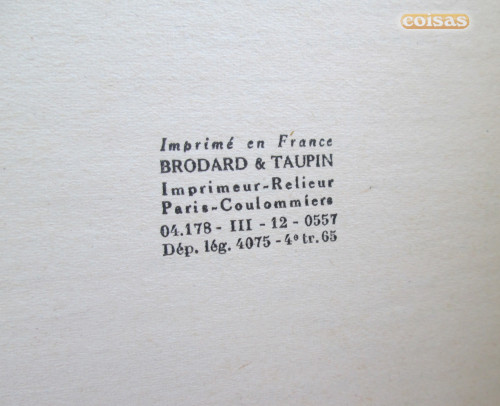 coisas
Imprimé en France
BRODARD & TAUPIN
Imprimeur-Relieur
Paris-Coulommiers
04.178 - III - 12 - 0557
Dép. lég. 4075 - 4º tr. 65